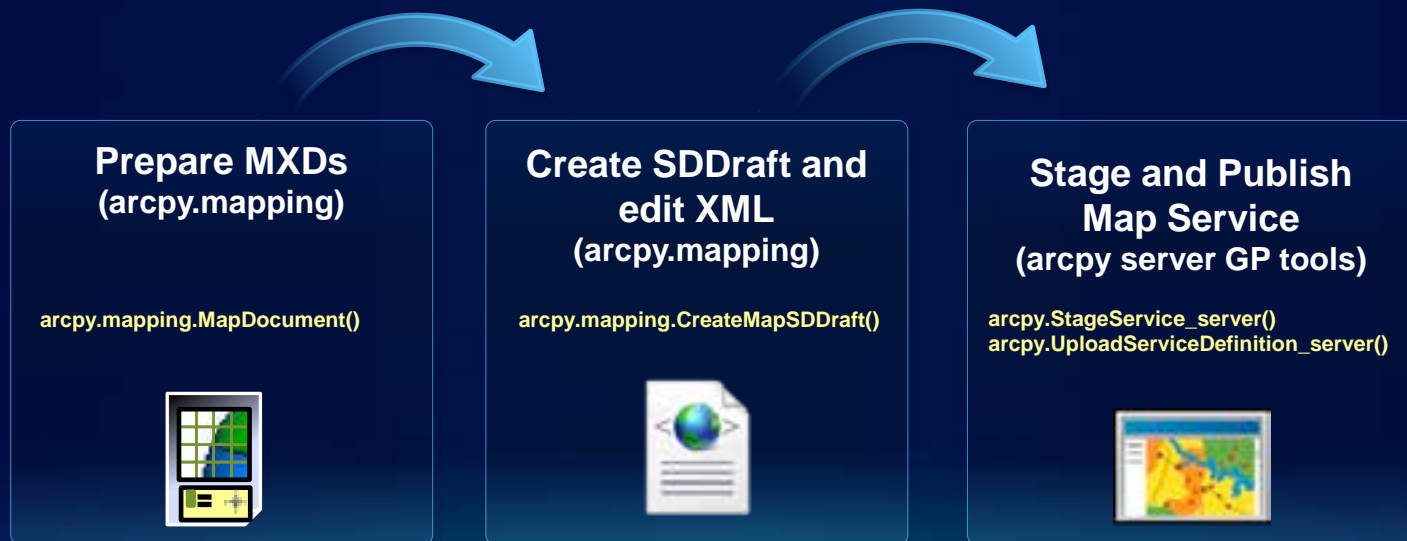 Prepare MXDs
(arcpy.mapping)
arcpy.mapping.MapDocument()
Create SDDraft and
edit XML
(arcpy.mapping)
arcpy.mapping.CreateMapSDDraft()
Stage and Publish
Map Service
(arcpy server GP tools)
arcpy.StageService_server()
arcpy.UploadServiceDefinition_server()